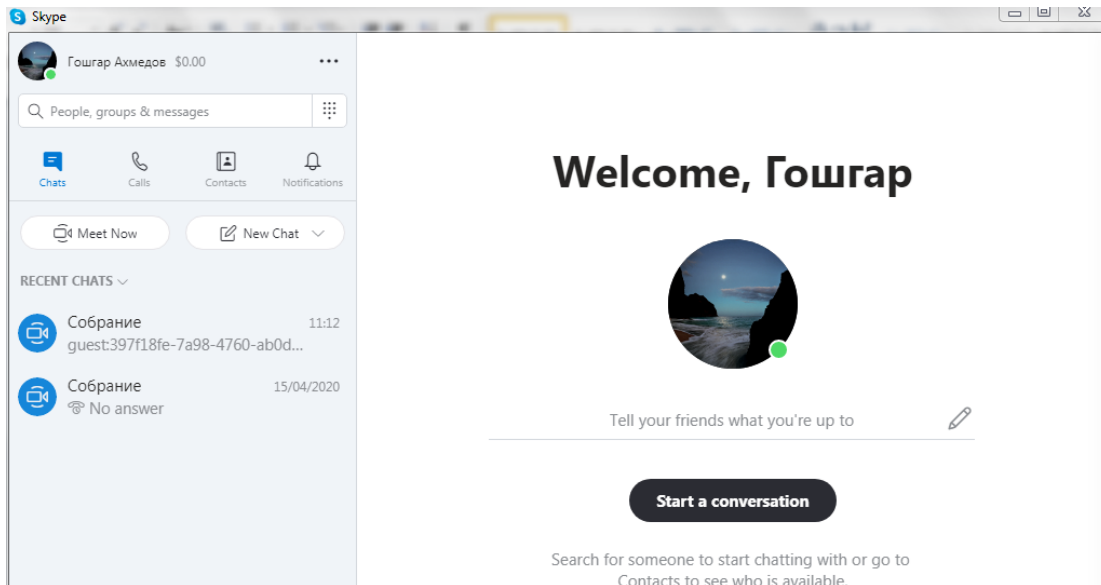 Skype
Гошгар Ахмедов $0.00
People, groups & messages
Chats Calls Contacts Notifications
Meet Now New Chat
RECENT CHATS
Собрание 11:12
guest:397f18fe-7a98-4760-ab0d...
Собрание 15/04/2020
No answer
Welcome, Гошгар
Tell your friends what you're up to
Start a conversation
Search for someone to start chatting with or go to
Contacts to see who is available.